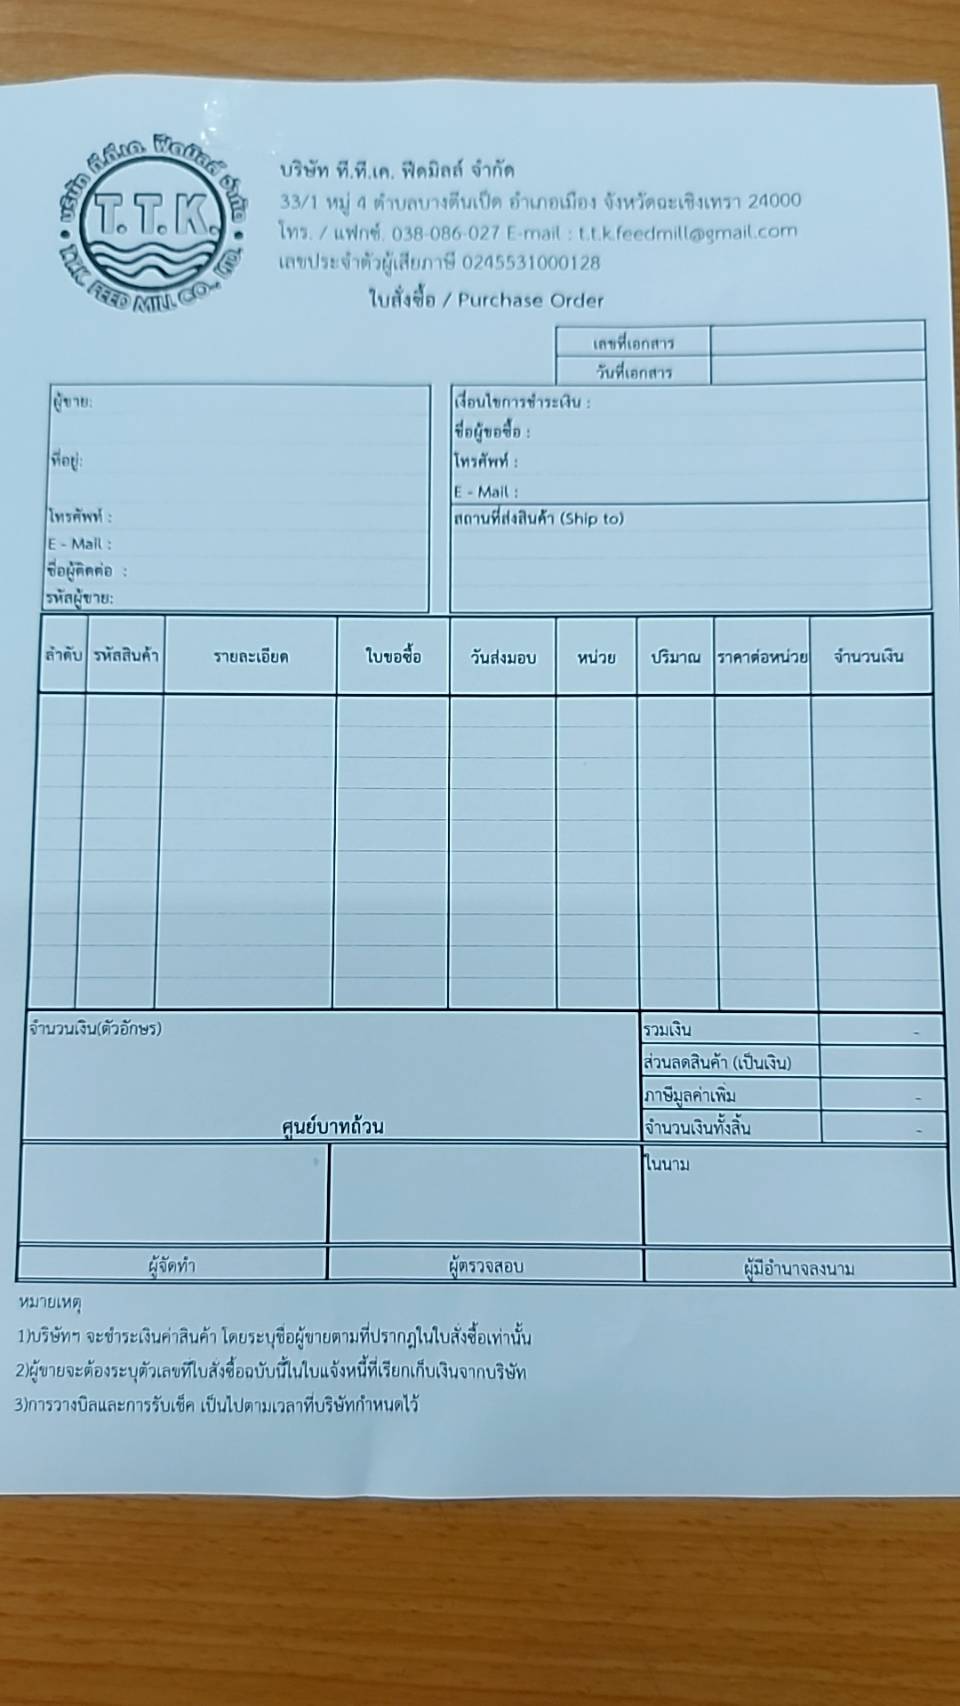 บริษัท ที.ที.เค. ฟีดมิลล์ จำกัด
T.T.K.
T.T.K. FEED MILL CO., LTD.
บริษัท ที.ที.เค. ฟีดมิลล์ จำกัด
33/1 หมู่ 4 ตำบลบางตีนเป็ด อำเภอเมือง จังหวัดฉะเชิงเทรา 24000
โทร. / แฟกซ์. 038-086-027 E-mail : t.t.k.feedmill@gmail.com
เลขประจำตัวผู้เสียภาษี 0245531000128
ใบสั่งซื้อ / Purchase Order
เลขที่เอกสาร
วันที่เอกสาร
ผู้ขาย:
ที่อยู่:
โทรศัพท์ :
E - Mail :
ชื่อผู้ติดต่อ :
รหัสผู้ขาย:
เงื่อนไขการชำระเงิน :
ชื่อผู้ขอซื้อ :
โทรศัพท์ :
E - Mail :
สถานที่ส่งสินค้า (Ship to)
ลำดับ รหัสสินค้า รายละเอียด ใบขอซื้อ วันส่งมอบ หน่วย ปริมาณ ราคาต่อหน่วย จำนวนเงิน
จำนวนเงิน(ตัวอักษร)
ศูนย์บาทถ้วน
รวมเงิน -
ส่วนลดสินค้า (เป็นเงิน)
ภาษีมูลค่าเพิ่ม -
จำนวนเงินทั้งสิ้น -
ในนาม
ผู้จัดทำ ผู้ตรวจสอบ ผู้มีอำนาจลงนาม
หมายเหตุ
1)บริษัทฯ จะชำระเงินค่าสินค้า โดยระบุชื่อผู้ขายตามที่ปรากฏในใบสั่งซื้อเท่านั้น
2)ผู้ขายจะต้องระบุตัวเลขที่ใบสั่งซื้อฉบับนี้ในใบแจ้งหนี้ที่เรียกเก็บเงินจากบริษัท
3)การวางบิลและการรับเช็ค เป็นไปตามเวลาที่บริษัทกำหนดไว้